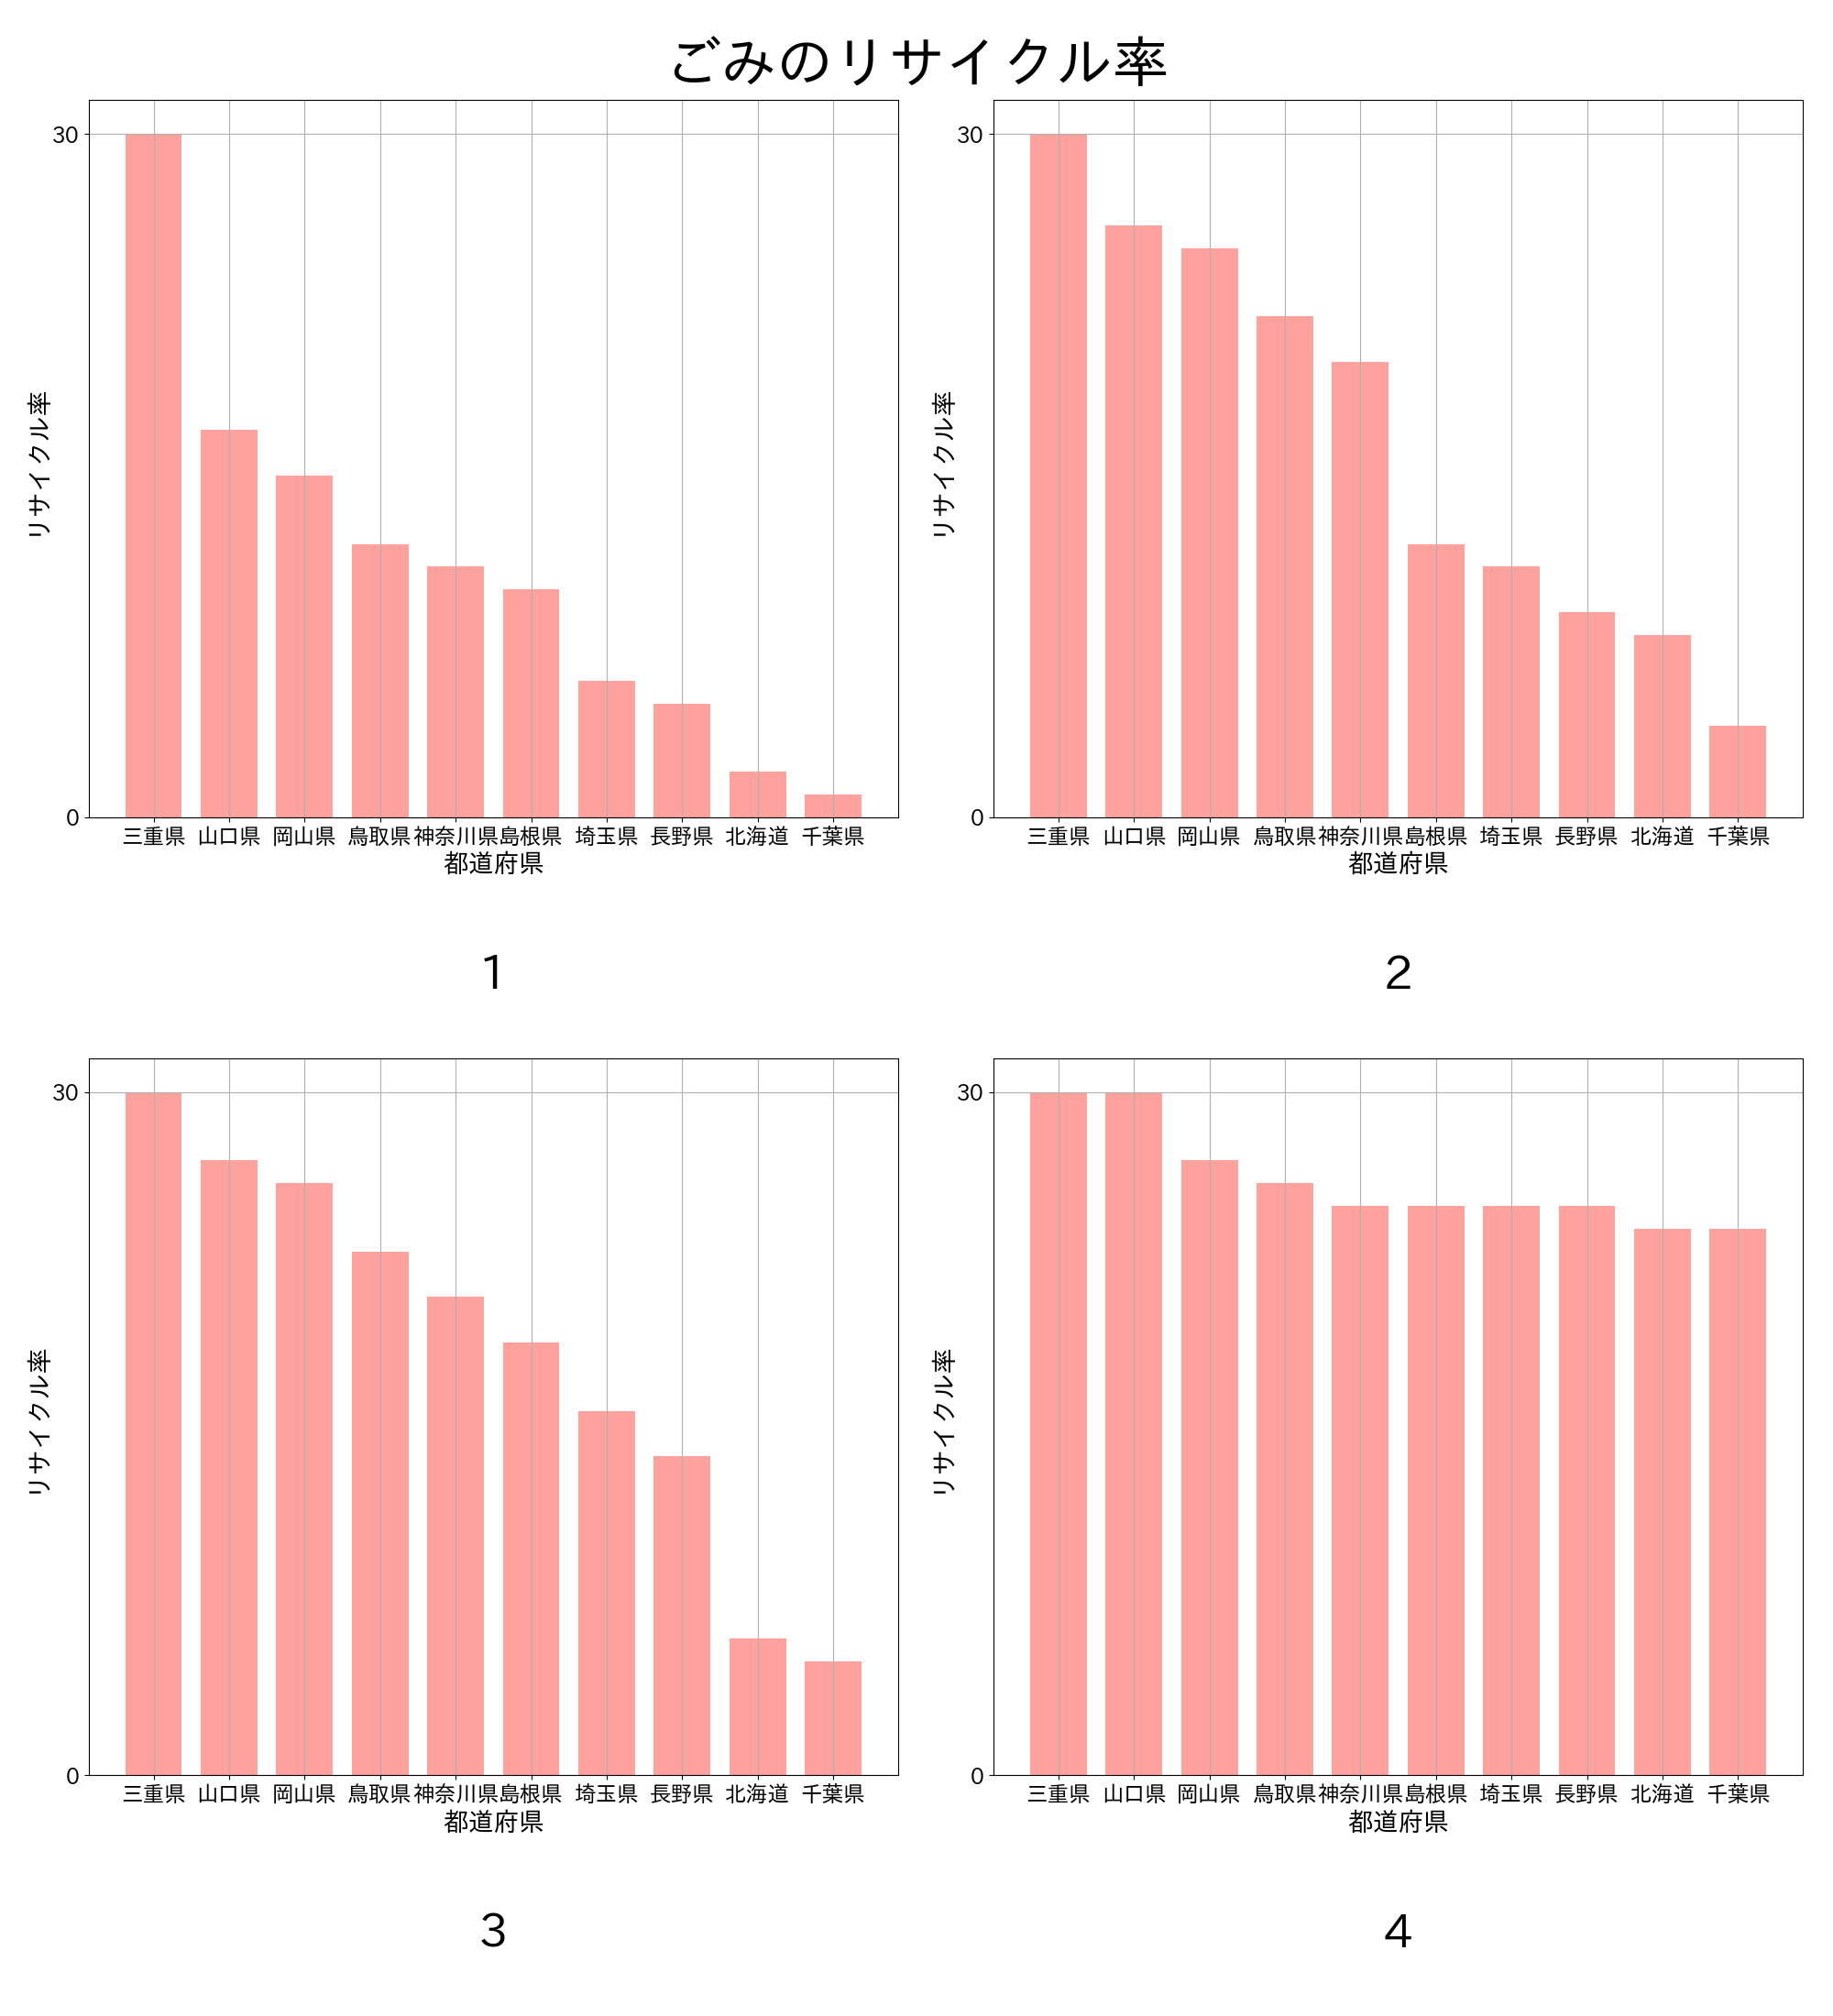 ごみのリサイクル率
30
0
リサイクル率
三重県 山口県 岡山県 鳥取県 神奈川県 島根県 埼玉県 長野県 北海道 千葉県
都道府県
1
30
0
リサイクル率
三重県 山口県 岡山県 鳥取県 神奈川県 島根県 埼玉県 長野県 北海道 千葉県
都道府県
2
30
0
リサイクル率
三重県 山口県 岡山県 鳥取県 神奈川県 島根県 埼玉県 長野県 北海道 千葉県
都道府県
3
30
0
リサイクル率
三重県 山口県 岡山県 鳥取県 神奈川県 島根県 埼玉県 長野県 北海道 千葉県
都道府県
4